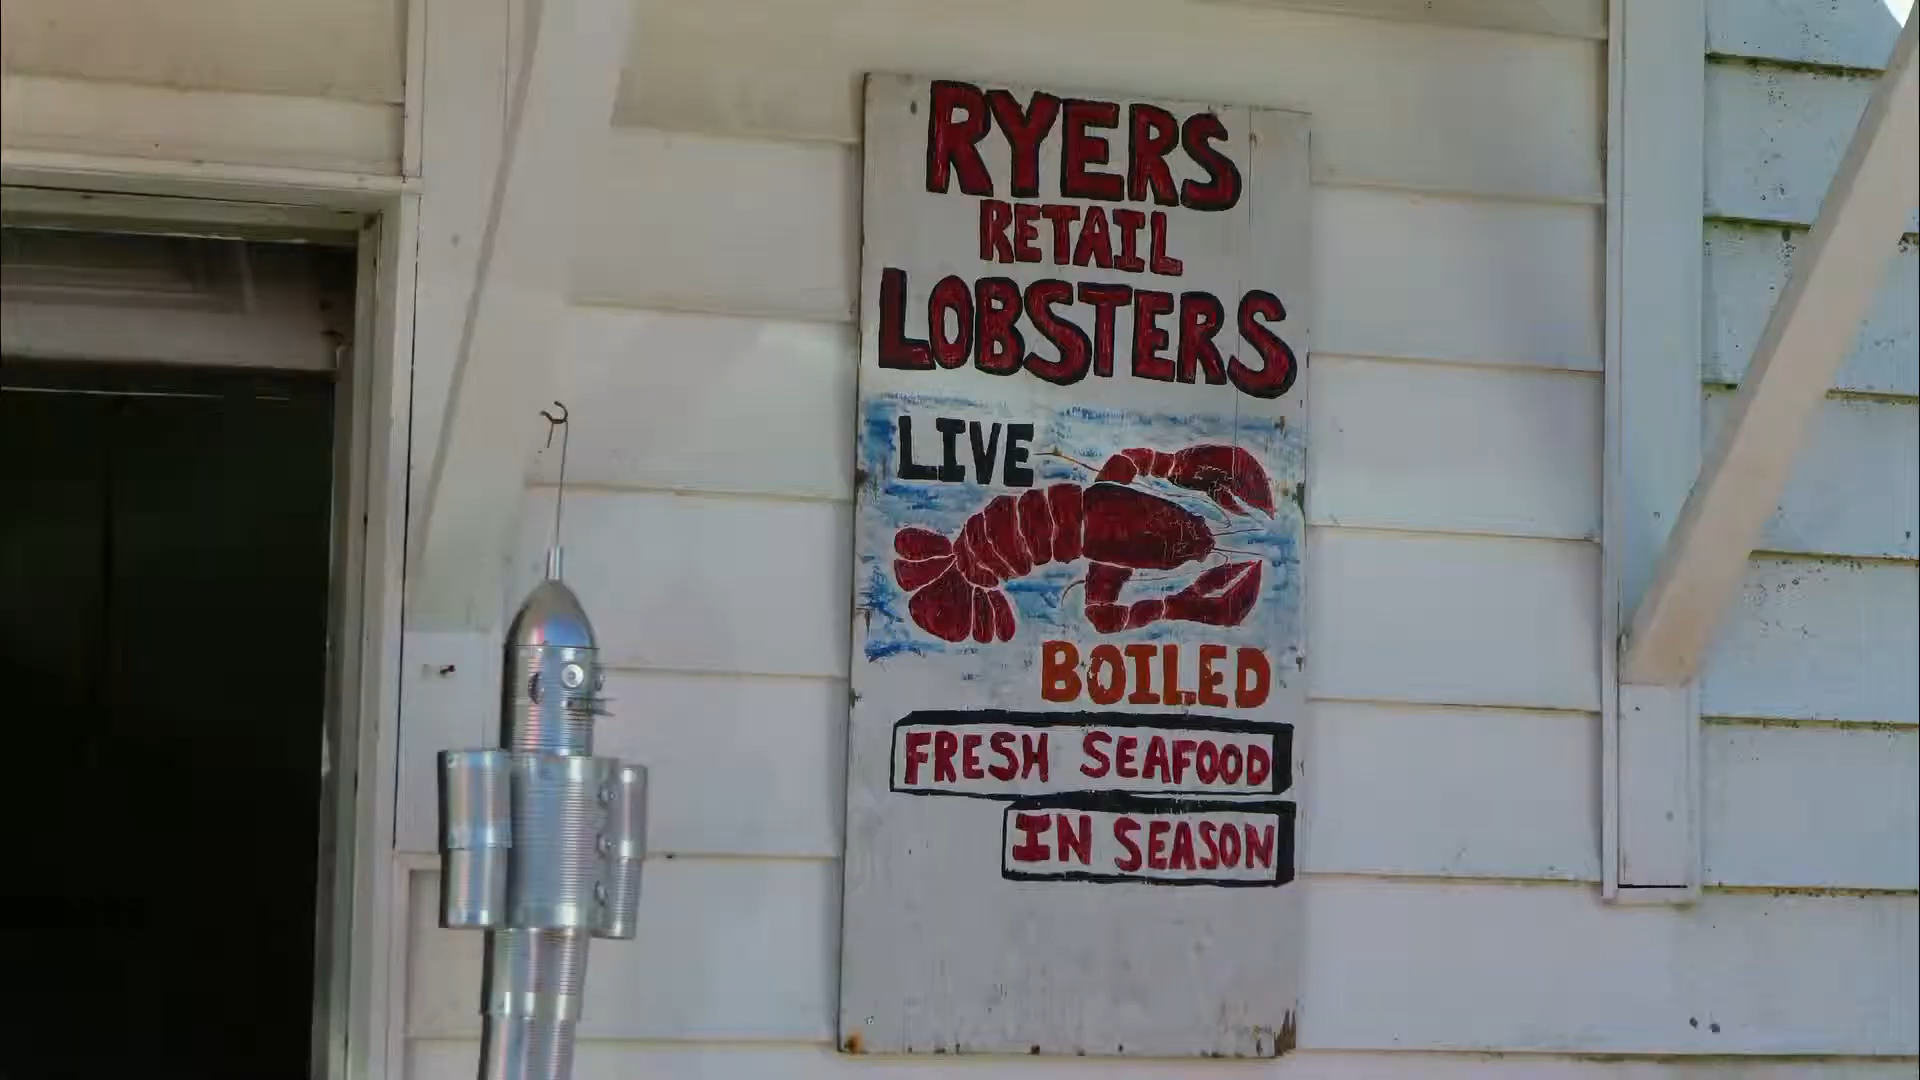 RYERS
RETAIL
LOBSTERS
LIVE
BOILED
FRESH SEAFOOD
IN SEASON